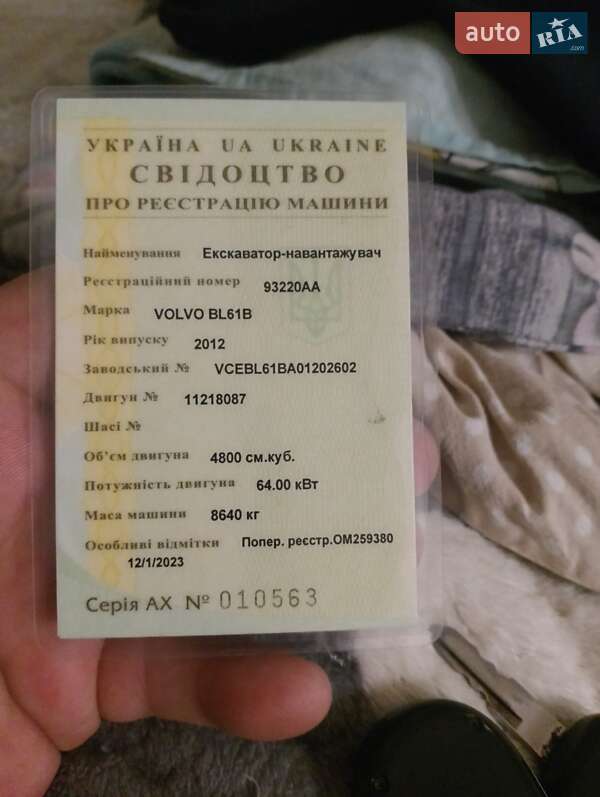 auto RIA .com
УКРАЇНА UA UKRAINE
СВІДОЦТВО
ПРО РЕЄСТРАЦІЮ МАШИНИ
Найменування Екскаватор-навантажувач
Реєстраційний номер 93220АА
Марка VOLVO BL61B
Рік випуску 2012
Заводський № VCEBL61BA01202602
Двигун № 11218087
Шасі №
Об'єм двигуна 4800 см.куб.
Потужність двигуна 64.00 кВт
Маса машини 8640 кг
Особливі відмітки Попер. реєстр.ОМ259380
12/1/2023
Серія АХ № 010563